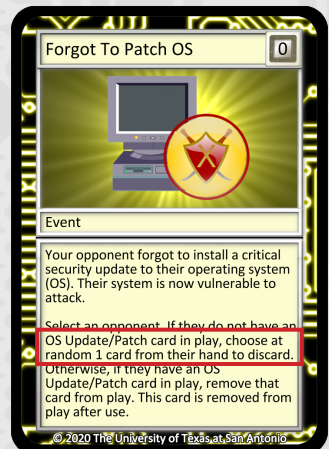 Forgot To Patch OS
0
Event
Your opponent forgot to install a critical
security update to their operating system
(OS). Their system is now vulnerable to
attack.
Select an opponent. If they do not have an
OS Update/Patch card in play, choose at
random 1 card from their hand to discard.
Otherwise, if they have an OS
Update/Patch card in play, remove that
card from play. This card is removed from
play after use.
© 2020 The University of Texas at San Antonio